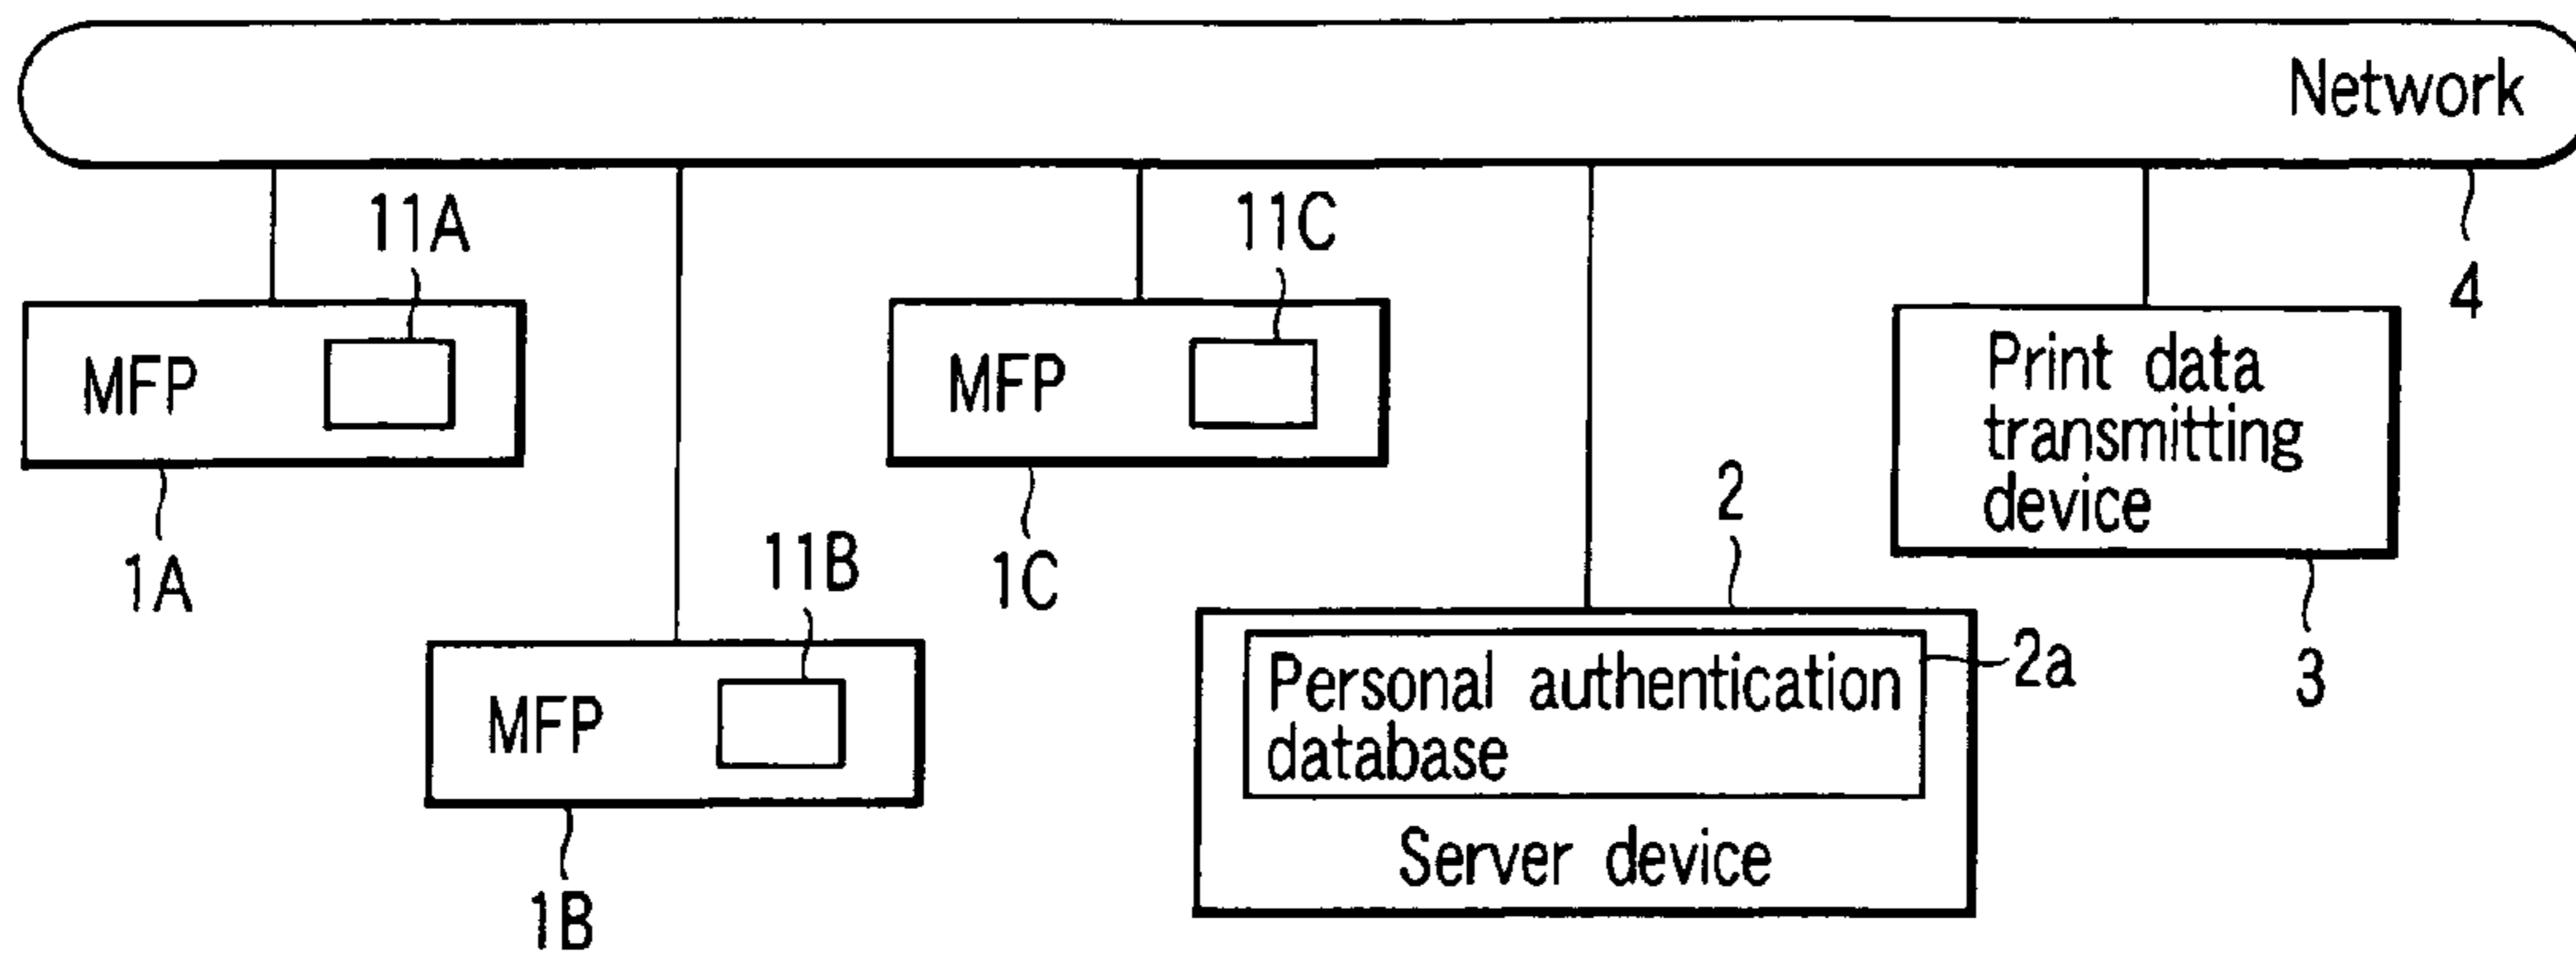 Network
4
11A
MFP
1A
11B
MFP
1B
11C
MFP
1C
2
Personal authentication
database
2a
Server device
Print data
transmitting
device
3